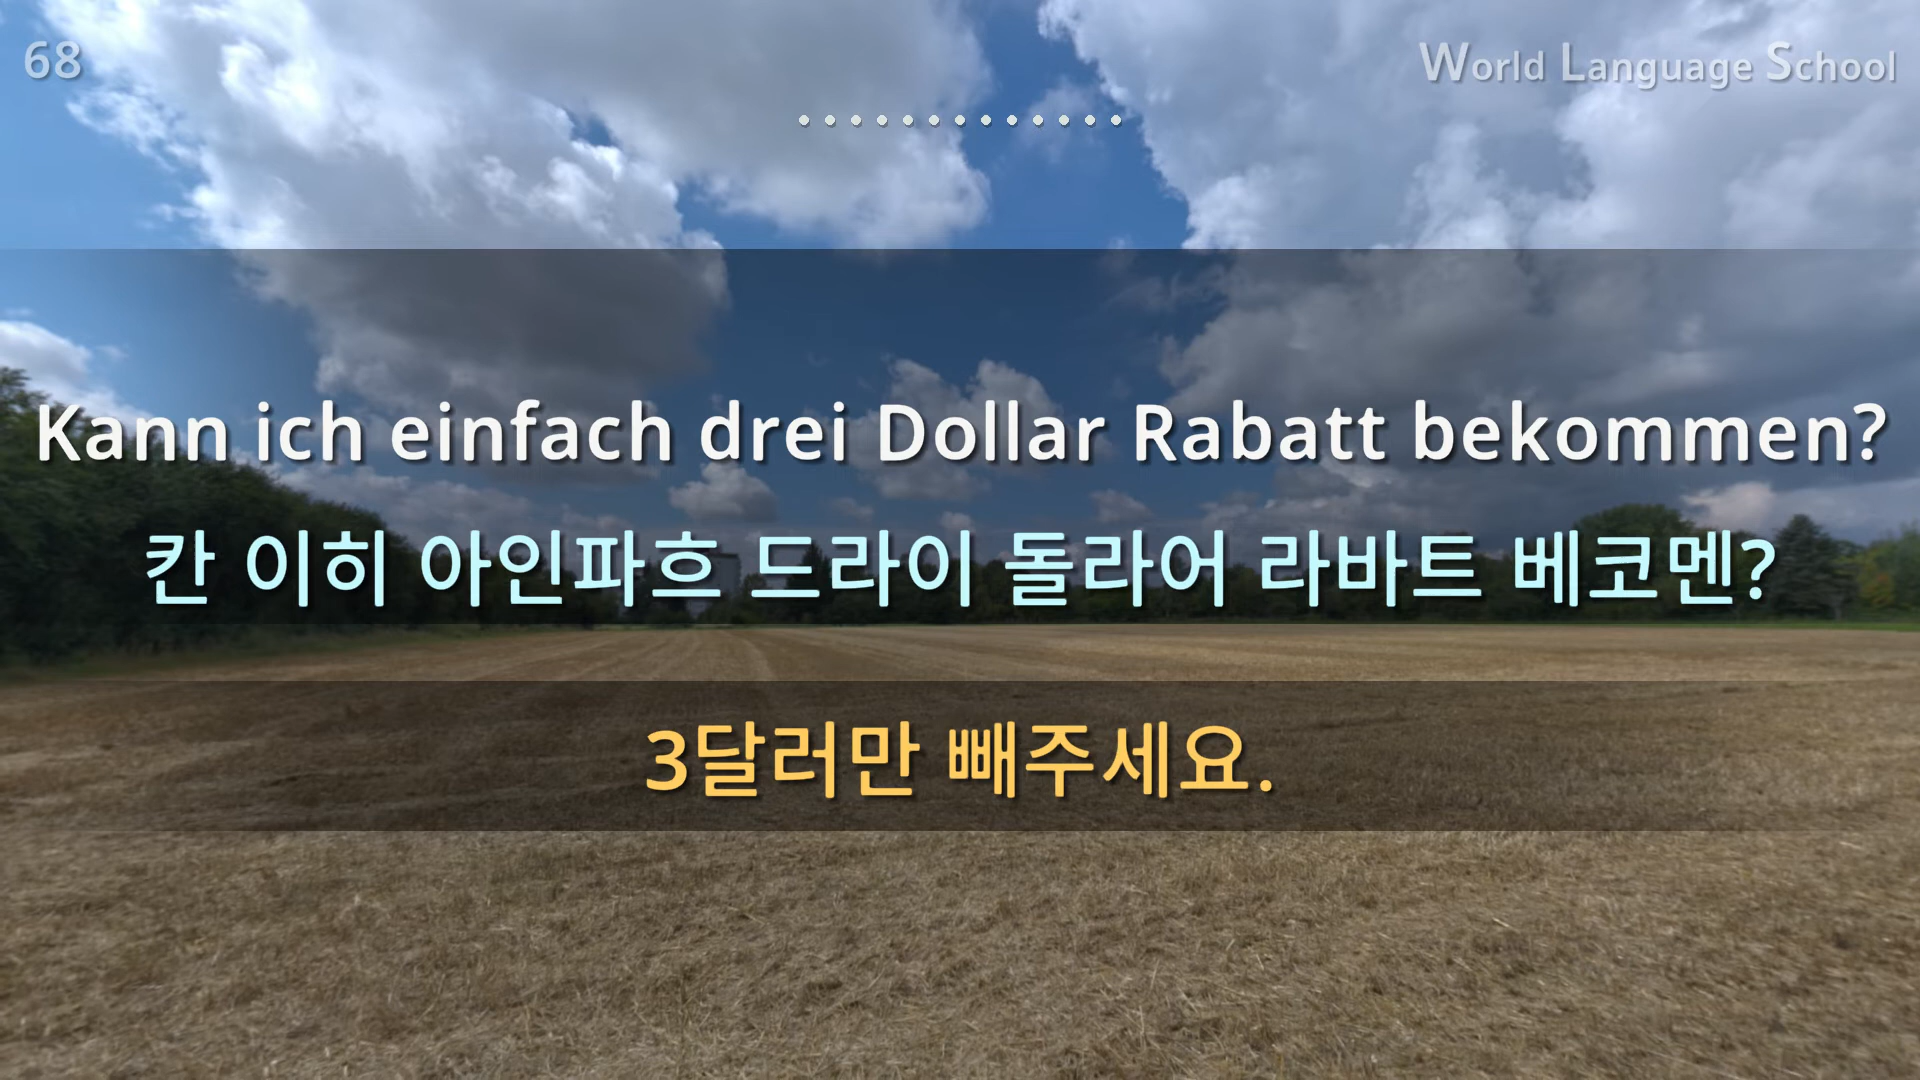 68
World Language School
Kann ich einfach drei Dollar Rabatt bekommen?
칸 이히 아인파흐 드라이 돌라어 라바트 베코멘?
3달러만 빼주세요.